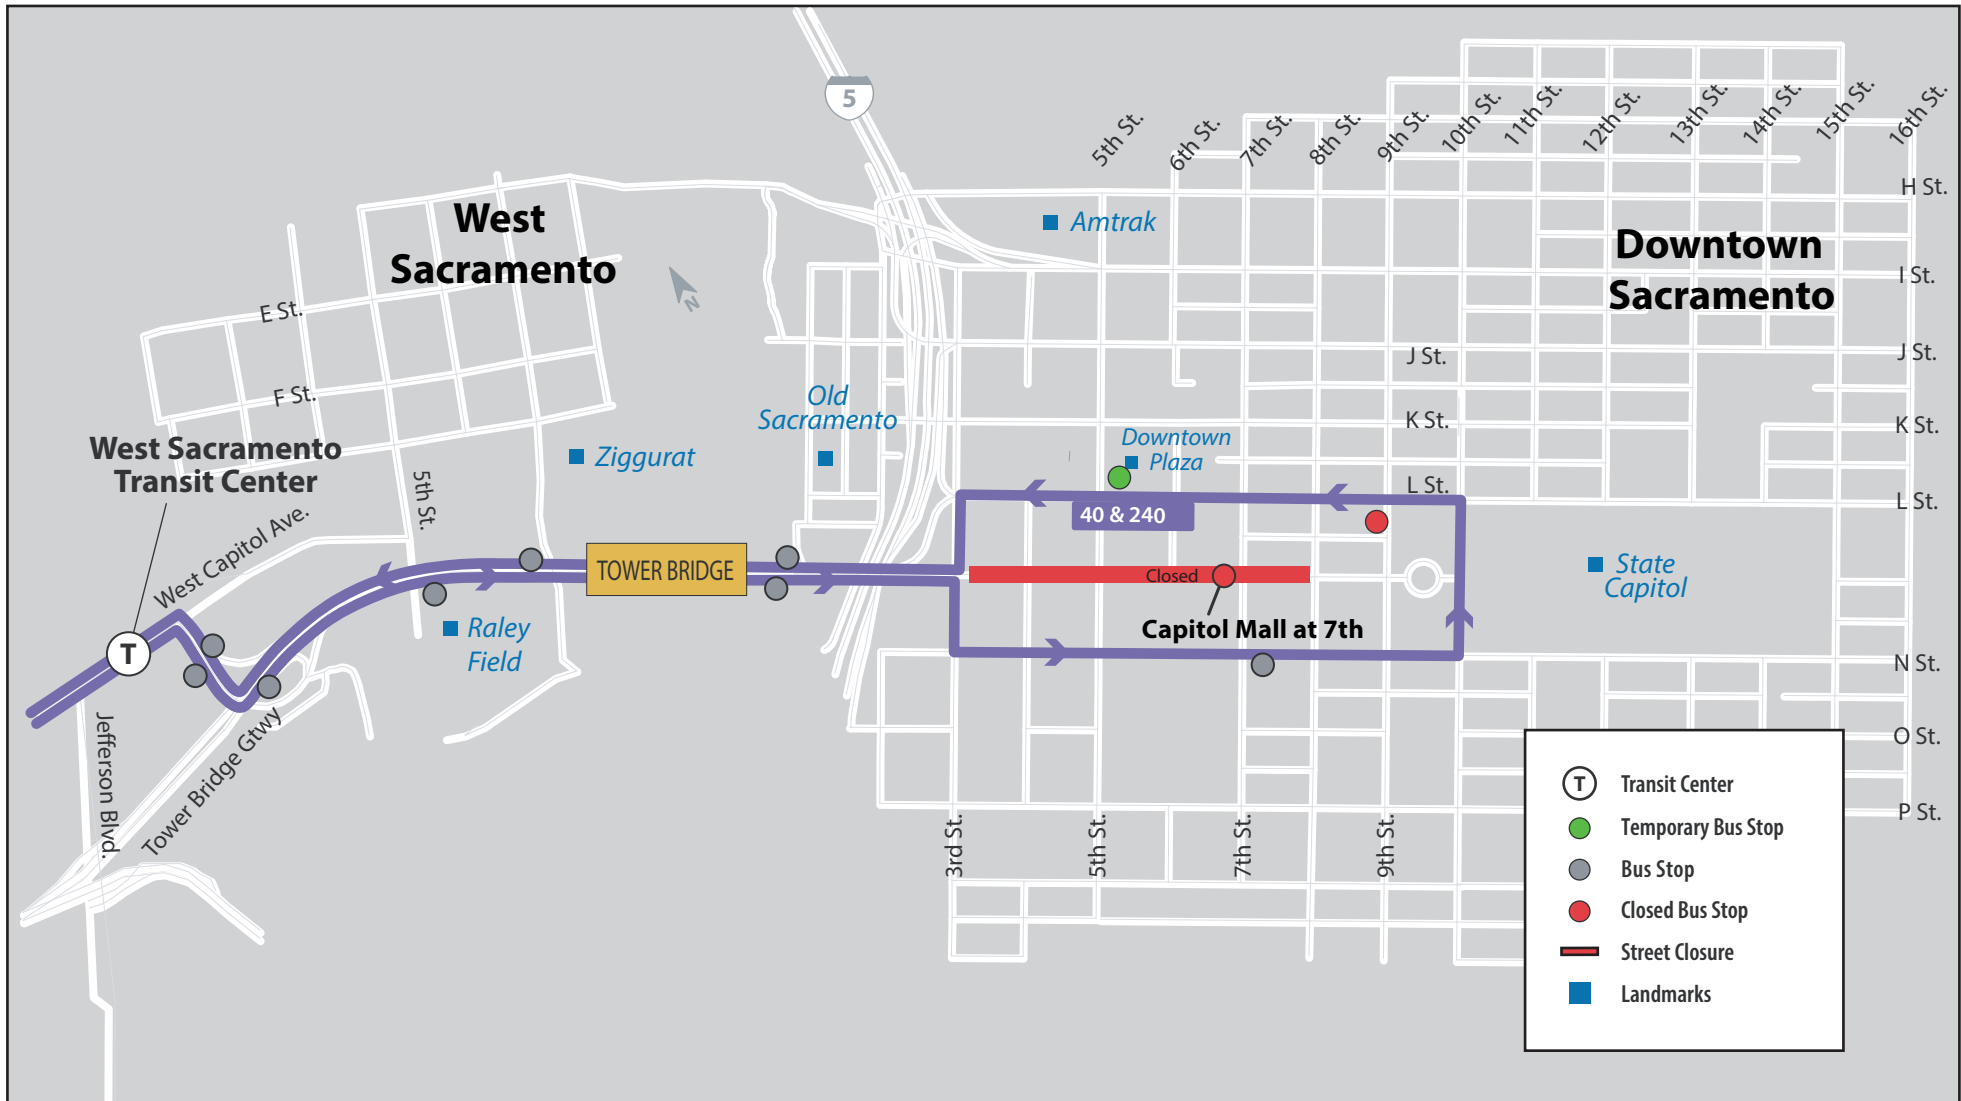 5
5th St.
6th St.
7th St.
8th St.
9th St.
10th St.
11th St.
12th St.
13th St.
14th St.
15th St.
16th St.
H St.
West
Sacramento
Amtrak
Downtown
Sacramento
I St.
N
E St.
J St.
J St.
F St.
Old
Sacramento
K St.
K St.
West Sacramento
Transit Center
Ziggurat
Downtown
Plaza
5th St.
L St.
L St.
West Capitol Ave.
40 & 240
TOWER BRIDGE
Closed
State
Capitol
Raley
Field
Capitol Mall at 7th
T
N St.
Jefferson Blvd.
Tower Bridge Gtwy
O St.
P St.
3rd St.
5th St.
7th St.
9th St.
T
Transit Center
Temporary Bus Stop
Bus Stop
Closed Bus Stop
Street Closure
Landmarks